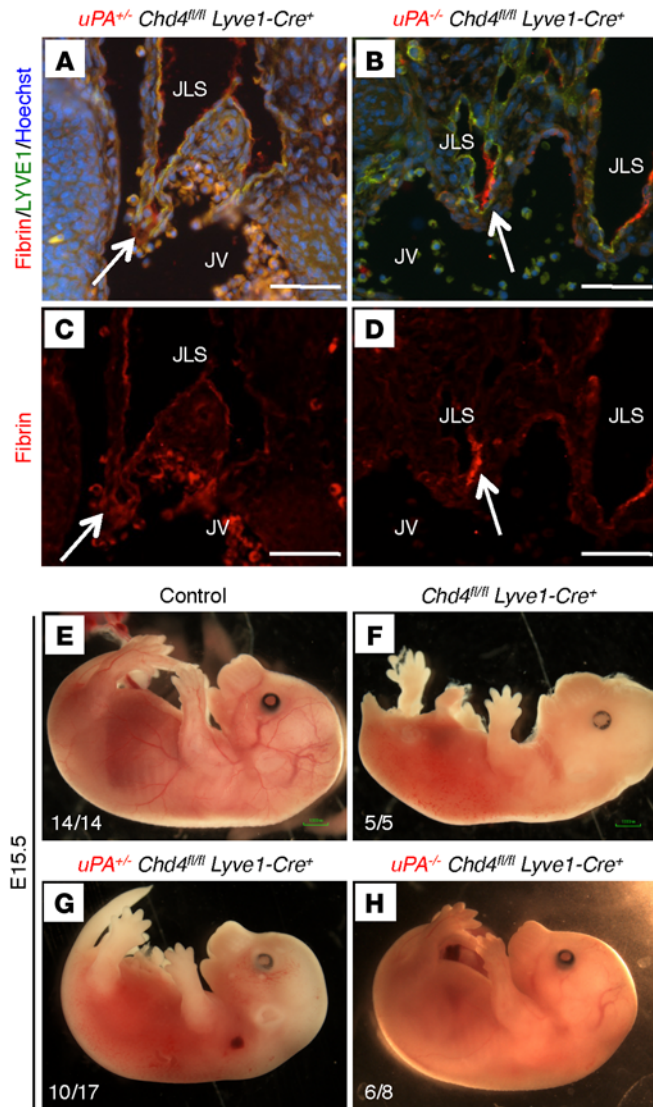 uPA+/- Chd4fl/fl Lyve1-Cre+
uPA-/- Chd4fl/fl Lyve1-Cre+
Fibrin/LYVE1/Hoechst
A
JLS
JV
B
JLS
JLS
JV
Fibrin
C
JLS
JV
D
JLS
JLS
JV
E15.5
Control
Chd4fl/fl Lyve1-Cre+
E
14/14
F
5/5
uPA+/- Chd4fl/fl Lyve1-Cre+
uPA-/- Chd4fl/fl Lyve1-Cre+
G
10/17
H
6/8